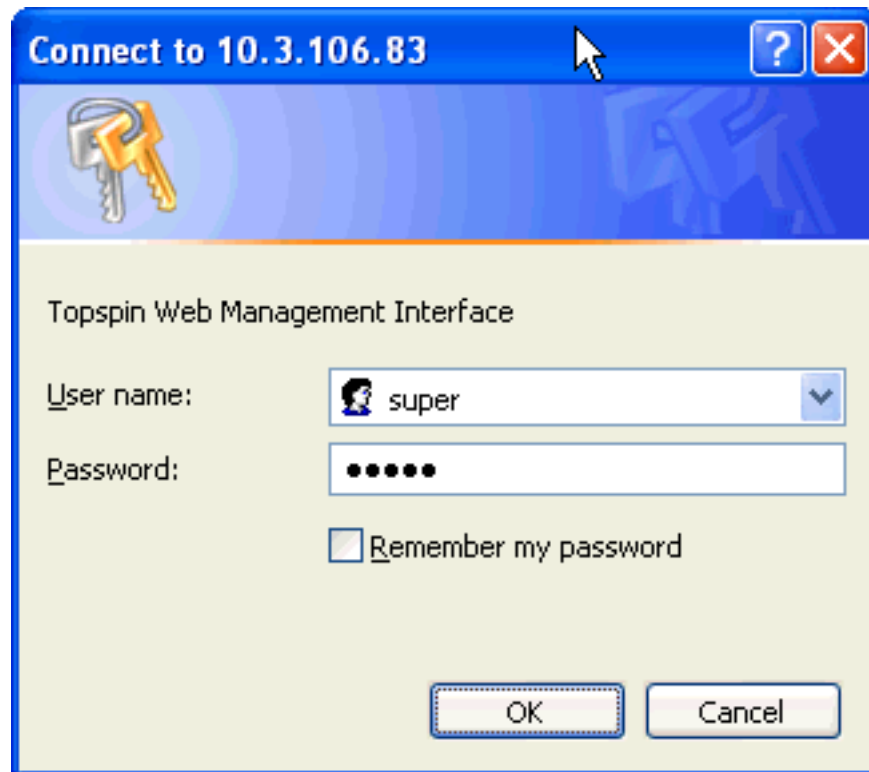 Connect to 10.3.106.83
Topspin Web Management Interface
User name: super
Password: •••••
Remember my password
OK Cancel